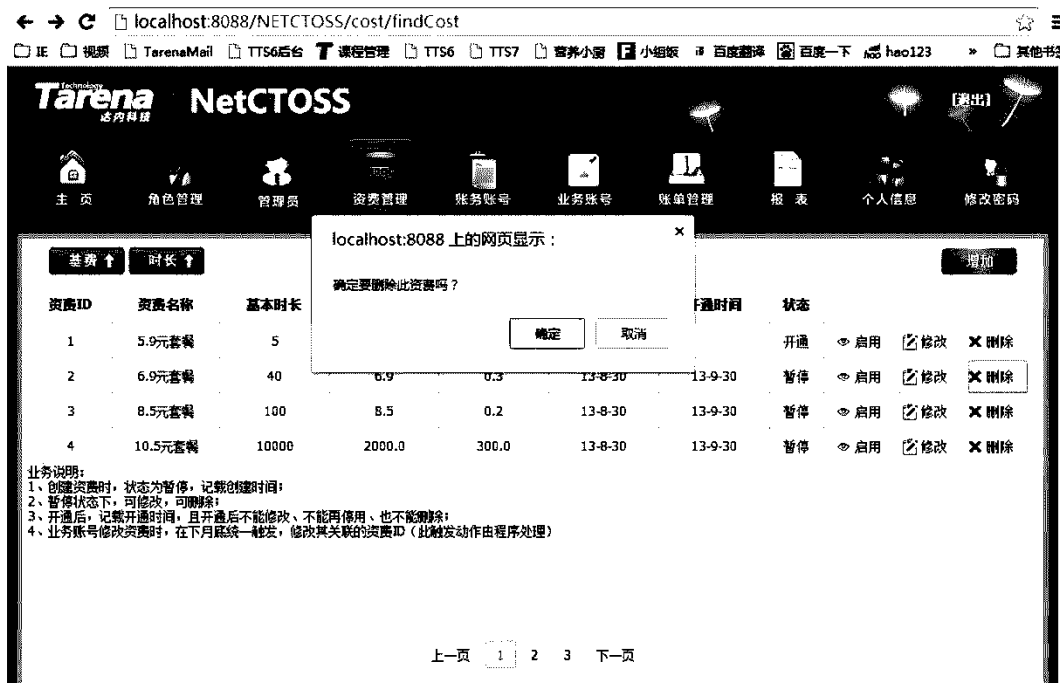 localhost:8088/NETCTOSS/cost/findCost
IE 视频 TarenaMail TTS6后台 课程管理 TTS6 TTS7 营养小厨 小组饭 百度翻译 百度一下 hao123 » 其他书
Technology
Tarena
达内科技
NetCTOSS
[退出]
主 页 角色管理 管理员 资费管理 账务账号 业务账号 账单管理 报 表 个人信息 修改密码
localhost:8088 上的网页显示： ×
确定要删除此资费吗？
确定 取消
基费 时长 增加
资费ID 资费名称 基本时长 开通时间 状态
1 5.9元套餐 5 开通 启用 修改 删除
2 6.9元套餐 40 6.9 0.3 13-8-30 13-9-30 暂停 启用 修改 删除
3 8.5元套餐 100 8.5 0.2 13-8-30 13-9-30 暂停 启用 修改 删除
4 10.5元套餐 10000 2000.0 300.0 13-8-30 13-9-30 暂停 启用 修改 删除
业务说明：
1、创建资费时，状态为暂停，记载创建时间；
2、暂停状态下，可修改，可删除；
3、开通后，记载开通时间，且开通后不能修改、不能再停用、也不能删除；
4、业务账号修改资费时，在下月底统一触发，修改其关联的资费ID（此触发动作由程序处理）
上一页 1 2 3 下一页